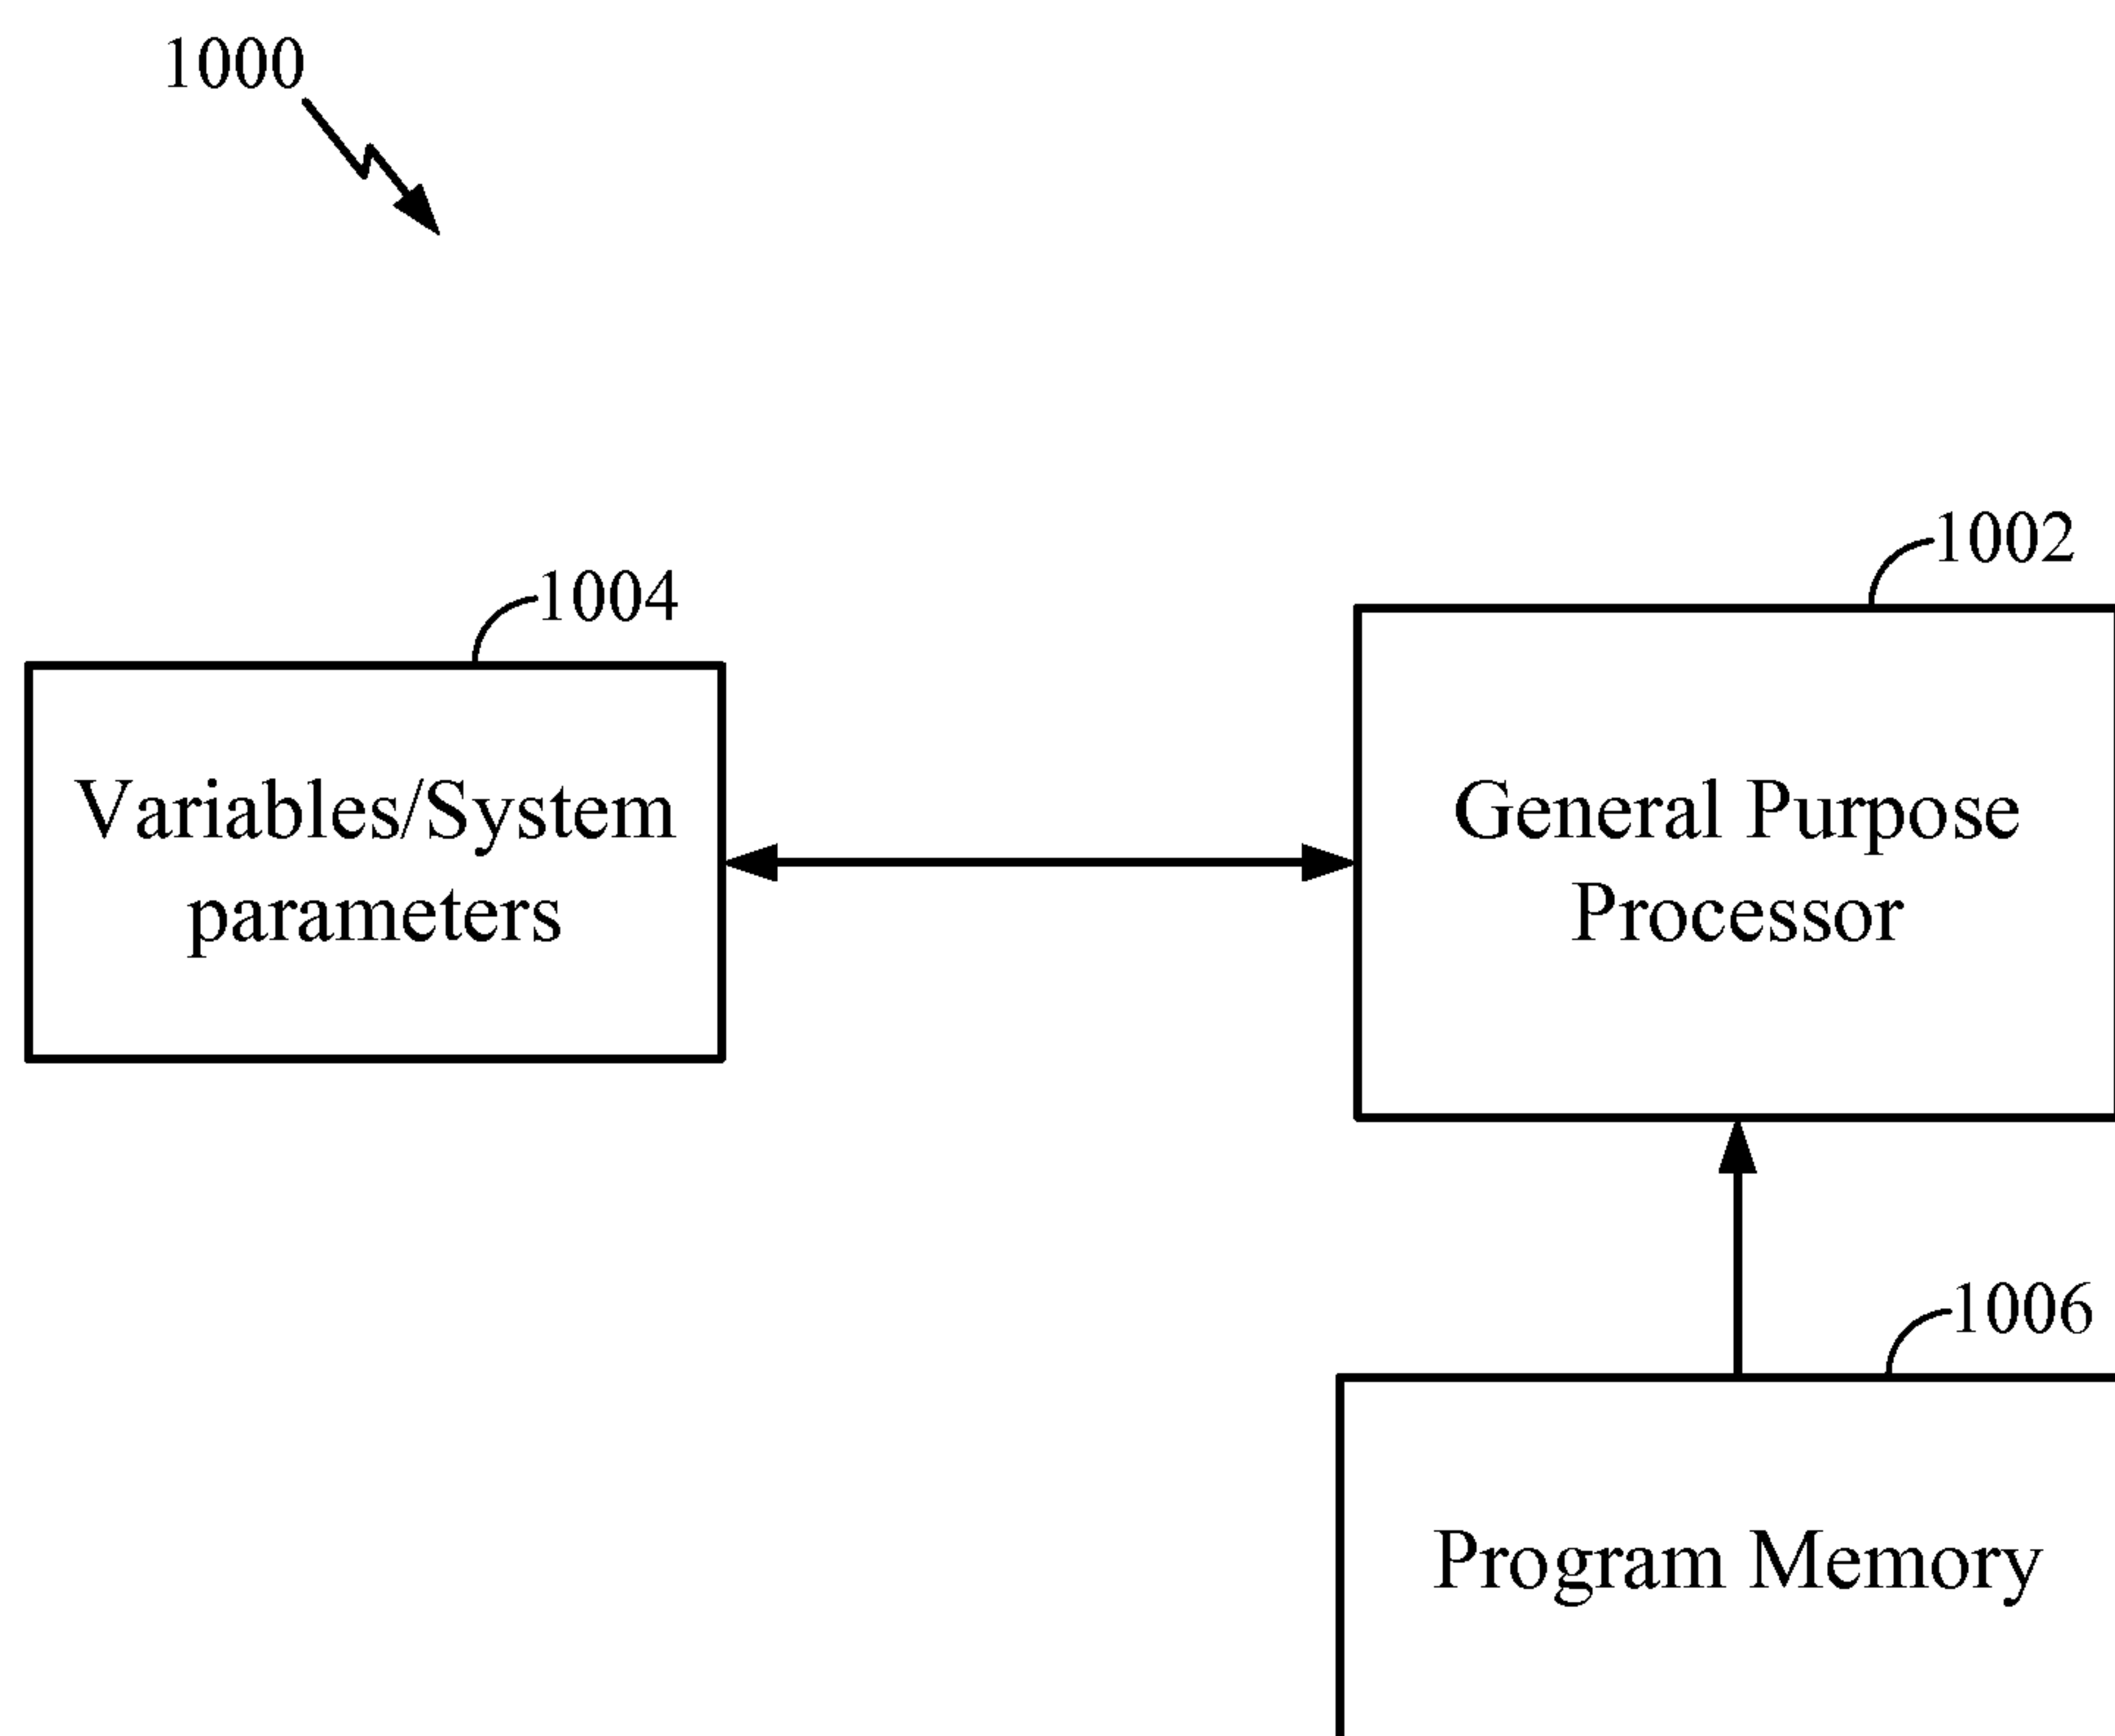 1000
1002
1004
Variables/System
parameters
General Purpose
Processor
1006
Program Memory